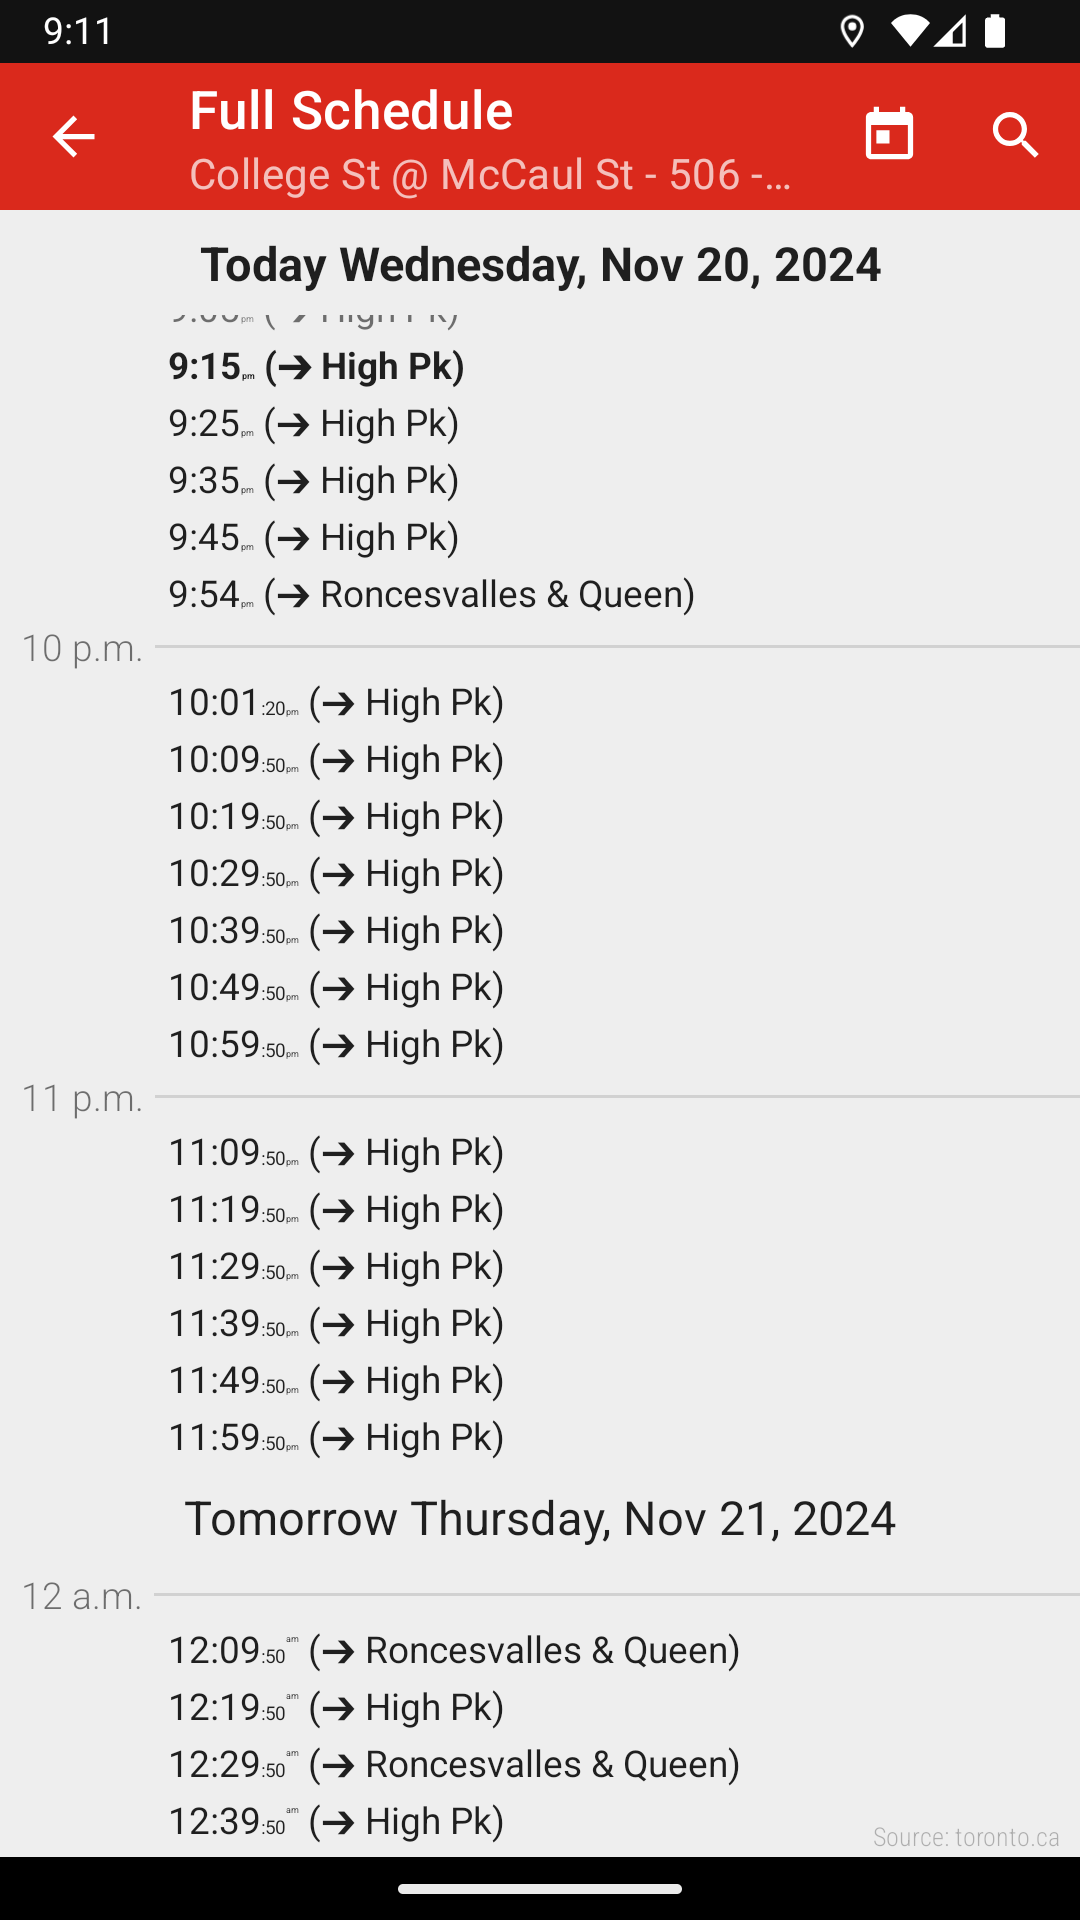 9:11
Full Schedule
College St @ McCaul St - 506 -...
Today Wednesday, Nov 20, 2024
9:15pm (➔ High Pk)
9:25pm (➔ High Pk)
9:35pm (➔ High Pk)
9:45pm (➔ High Pk)
9:54pm (➔ Roncesvalles & Queen)
10 p.m.
10:01:20pm (➔ High Pk)
10:09:50pm (➔ High Pk)
10:19:50pm (➔ High Pk)
10:29:50pm (➔ High Pk)
10:39:50pm (➔ High Pk)
10:49:50pm (➔ High Pk)
10:59:50pm (➔ High Pk)
11 p.m.
11:09:50pm (➔ High Pk)
11:19:50pm (➔ High Pk)
11:29:50pm (➔ High Pk)
11:39:50pm (➔ High Pk)
11:49:50pm (➔ High Pk)
11:59:50pm (➔ High Pk)
Tomorrow Thursday, Nov 21, 2024
12 a.m.
12:09:50am (➔ Roncesvalles & Queen)
12:19:50am (➔ High Pk)
12:29:50am (➔ Roncesvalles & Queen)
12:39:50am (➔ High Pk)
Source: toronto.ca